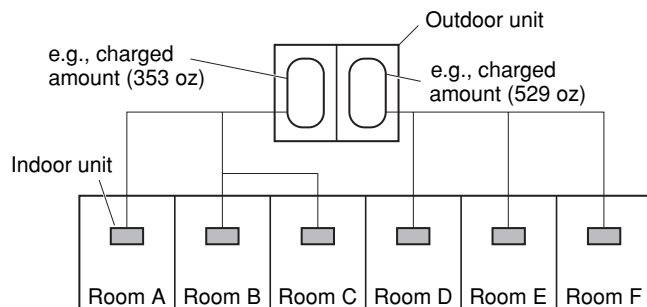 Outdoor unit
e.g., charged
amount (353 oz)
e.g., charged
amount (529 oz)
Indoor unit
Room A Room B Room C Room D Room E Room F